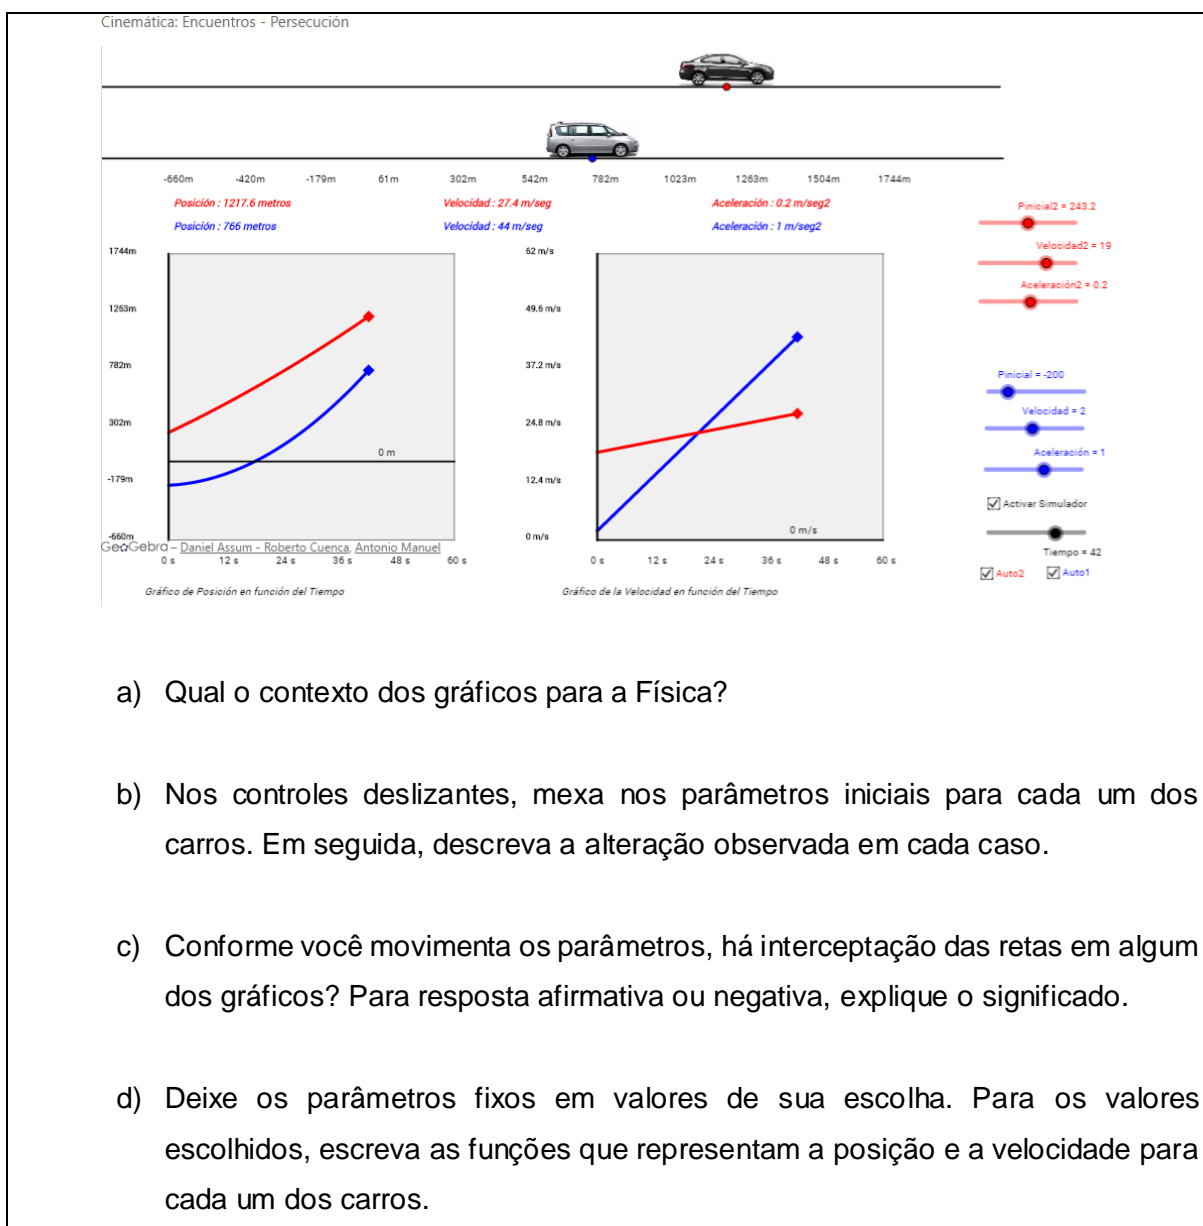 Cinemática: Encuentros - Persecución
-660m -420m -179m 61m 302m 542m 782m 1023m 1263m 1504m 1744m
Posición : 1217.6 metros Velocidad : 27.4 m/seg Aceleración : 0.2 m/seg2
Posición : 766 metros Velocidad : 44 m/seg Aceleración : 1 m/seg2
Pinicial2 = 243.2
Velocidad2 = 19
Aceleración2 = 0.2
Pinicial = -200
Velocidad = 2
Aceleración = 1
Activar Simulador
Tiempo = 42
Auto2 Auto1
1744m
1263m
782m
302m
-179m
-660m
0 m
0 s 12 s 24 s 36 s 48 s 60 s
GeoGebra – Daniel Assum - Roberto Cuenca, Antonio Manuel
Gráfico de Posición en función del Tiempo
62 m/s
49.6 m/s
37.2 m/s
24.8 m/s
12.4 m/s
0 m/s
0 m/s
0 s 12 s 24 s 36 s 48 s 60 s
Gráfico de la Velocidad en función del Tiempo
a) Qual o contexto dos gráficos para a Física?
b) Nos controles deslizantes, mexa nos parâmetros iniciais para cada um dos
carros. Em seguida, descreva a alteração observada em cada caso.
c) Conforme você movimenta os parâmetros, há interceptação das retas em algum
dos gráficos? Para resposta afirmativa ou negativa, explique o significado.
d) Deixe os parâmetros fixos em valores de sua escolha. Para os valores
escolhidos, escreva as funções que representam a posição e a velocidade para
cada um dos carros.